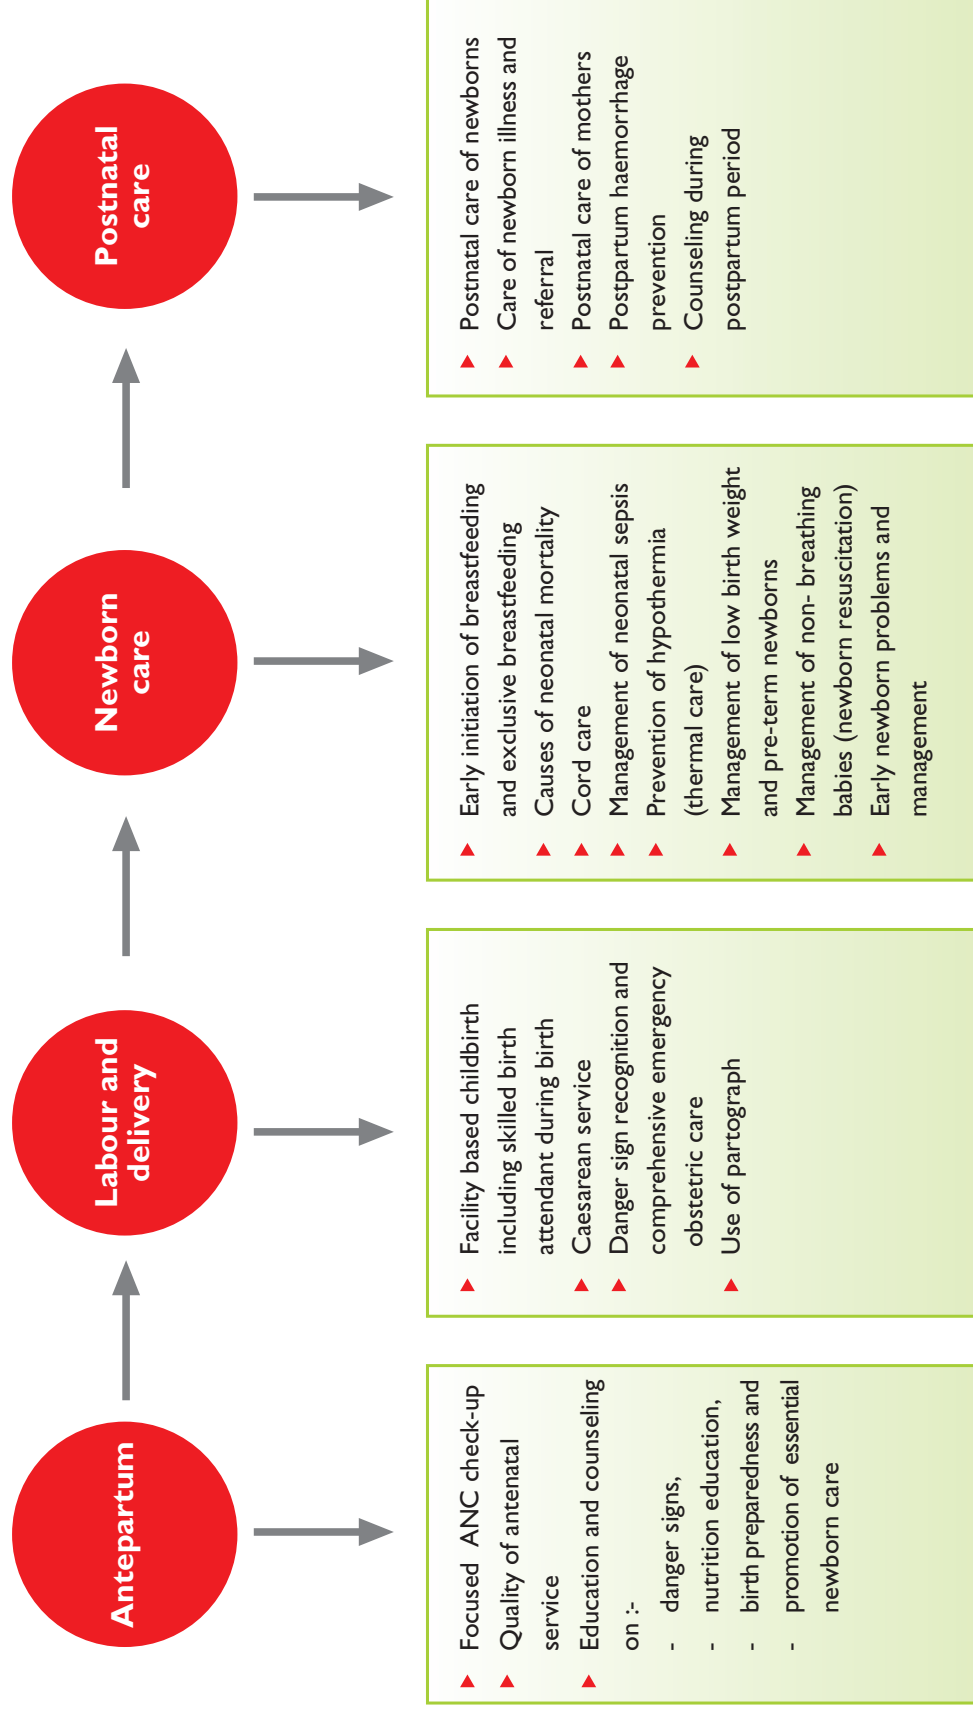 Antepartum
Labour and
delivery
Newborn
care
Postnatal
care
Focused ANC check-up
Quality of antenatal
service
Education and counseling
on :-
- danger signs,
- nutrition education,
- birth preparedness and
- promotion of essential
newborn care
Facility based childbirth
including skilled birth
attendant during birth
Caesarean service
Danger sign recognition and
comprehensive emergency
obstetric care
Use of partograph
Early initiation of breastfeeding
and exclusive breastfeeding
Causes of neonatal mortality
Cord care
Management of neonatal sepsis
Prevention of hypothermia
(thermal care)
Management of low birth weight
and pre-term newborns
Management of non- breathing
babies (newborn resuscitation)
Early newborn problems and
management
Postnatal care of newborns
Care of newborn illness and
referral
Postnatal care of mothers
Postpartum haemorrhage
prevention
Counseling during
postpartum period